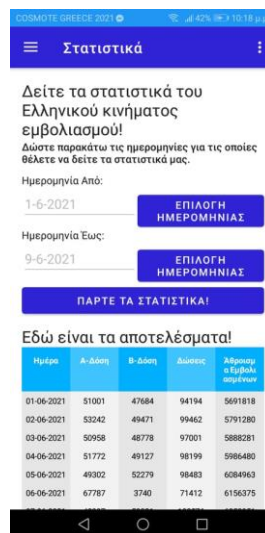 COSMOTE GREECE 2021 42% 10:18 μ.μ.
Στατιστικά
Δείτε τα στατιστικά του
Ελληνικού κινήματος
εμβολιασμού!
Δώστε παρακάτω τις ημερομηνίες για τις οποίες
θέλετε να δείτε τα στατιστικά μας.
Ημερομηνία Από:
1-6-2021 ΕΠΙΛΟΓΗ
ΗΜΕΡΟΜΗΝΙΑΣ
Ημερομηνία Έως:
9-6-2021 ΕΠΙΛΟΓΗ
ΗΜΕΡΟΜΗΝΙΑΣ
ΠΑΡΤΕ ΤΑ ΣΤΑΤΙΣΤΙΚΑ!
Εδώ είναι τα αποτελέσματα!
Ημέρα Α-Δόση Β-Δόση Δώσεις Άθροισμ
α Εμβολι
ασμένων
01-06-2021 51001 47684 94194 5691818
02-06-2021 53242 49471 99462 5791280
03-06-2021 50958 48778 97001 5888281
04-06-2021 51772 49127 98199 5986480
05-06-2021 49302 52279 98483 6084963
06-06-2021 67787 3740 71412 6156375